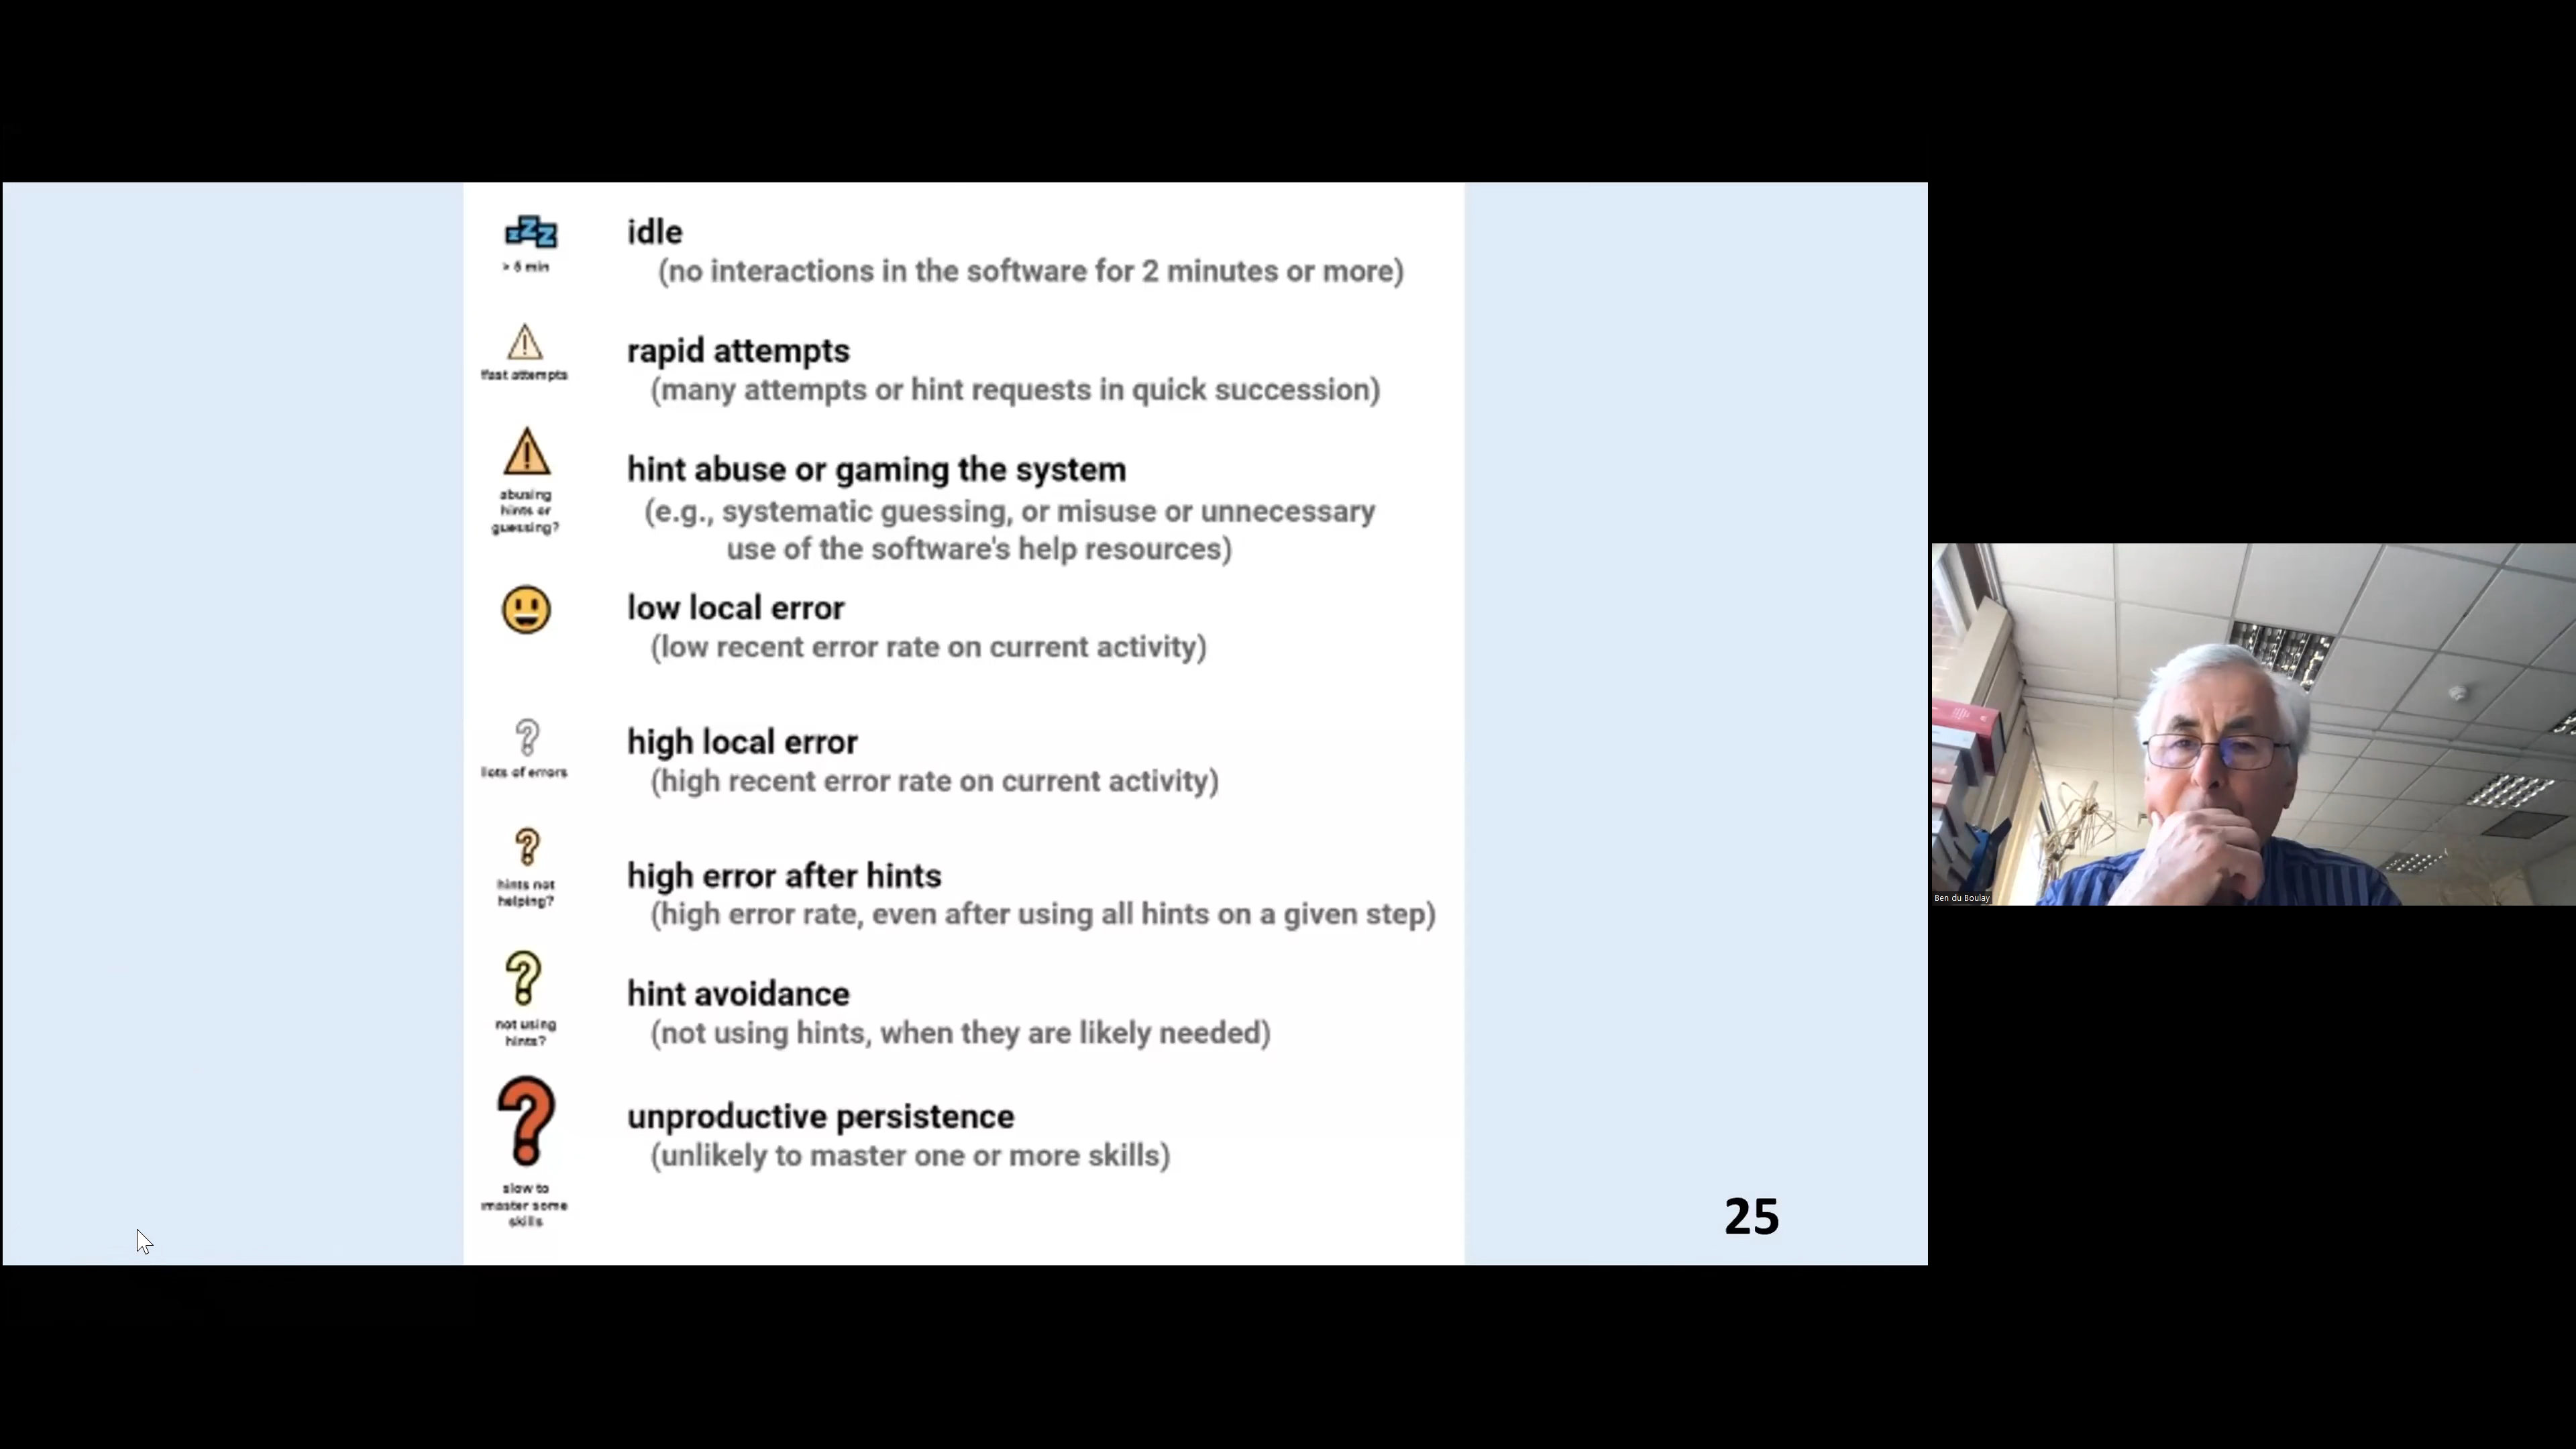 idle
> 5 min
(no interactions in the software for 2 minutes or more)
rapid attempts
fast attempts
(many attempts or hint requests in quick succession)
hint abuse or gaming the system
abusing
hints or
guessing?
(e.g., systematic guessing, or misuse or unnecessary
use of the software's help resources)
low local error
(low recent error rate on current activity)
high local error
lots of errors
(high recent error rate on current activity)
high error after hints
hints not
helping?
(high error rate, even after using all hints on a given step)
hint avoidance
not using
hints?
(not using hints, when they are likely needed)
unproductive persistence
(unlikely to master one or more skills)
slow to
master some
skills
25
Ben du Boulay